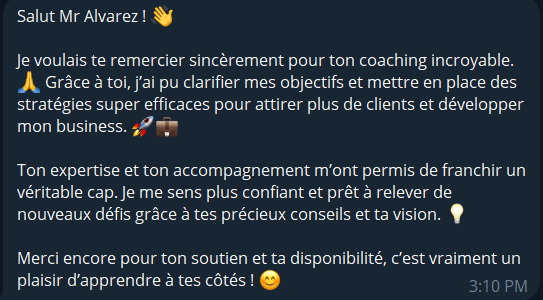 Salut Mr Alvarez ! 👋
Je voulais te remercier sincèrement pour ton coaching incroyable.
🙏 Grâce à toi, j’ai pu clarifier mes objectifs et mettre en place des
stratégies super efficaces pour attirer plus de clients et développer
mon business. 🚀💼
Ton expertise et ton accompagnement m’ont permis de franchir un
véritable cap. Je me sens plus confiant et prêt à relever de
nouveaux défis grâce à tes précieux conseils et ta vision. 💡
Merci encore pour ton soutien et ta disponibilité, c’est vraiment un
plaisir d’apprendre à tes côtés ! 😊
3:10 PM